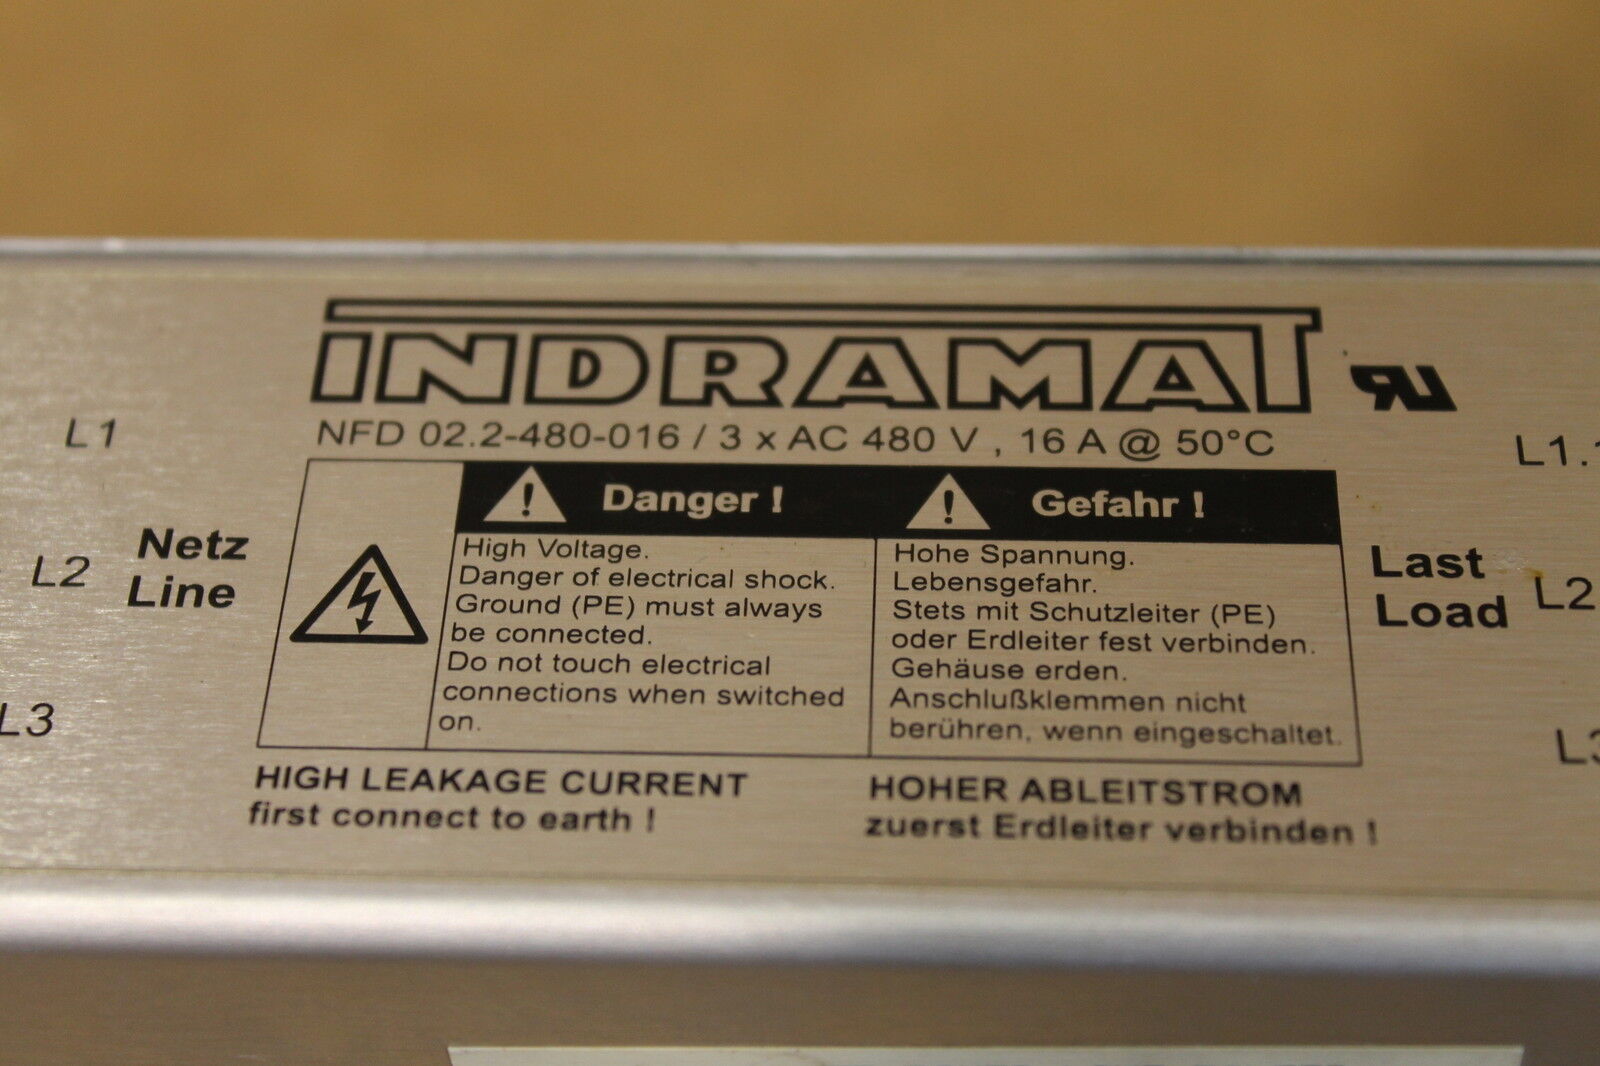 INDRAMAT
NFD 02.2-480-016 / 3 x AC 480 V , 16 A @ 50°C
L1
L2
L3
Netz
Line
! Danger !
High Voltage.
Danger of electrical shock.
Ground (PE) must always
be connected.
Do not touch electrical
connections when switched
on.
! Gefahr !
Hohe Spannung.
Lebensgefahr.
Stets mit Schutzleiter (PE)
oder Erdleiter fest verbinden.
Gehäuse erden.
Anschlußklemmen nicht
berühren, wenn eingeschaltet.
Last
Load
L1.1
L2
L3
HIGH LEAKAGE CURRENT
first connect to earth !
HOHER ABLEITSTROM
zuerst Erdleiter verbinden !